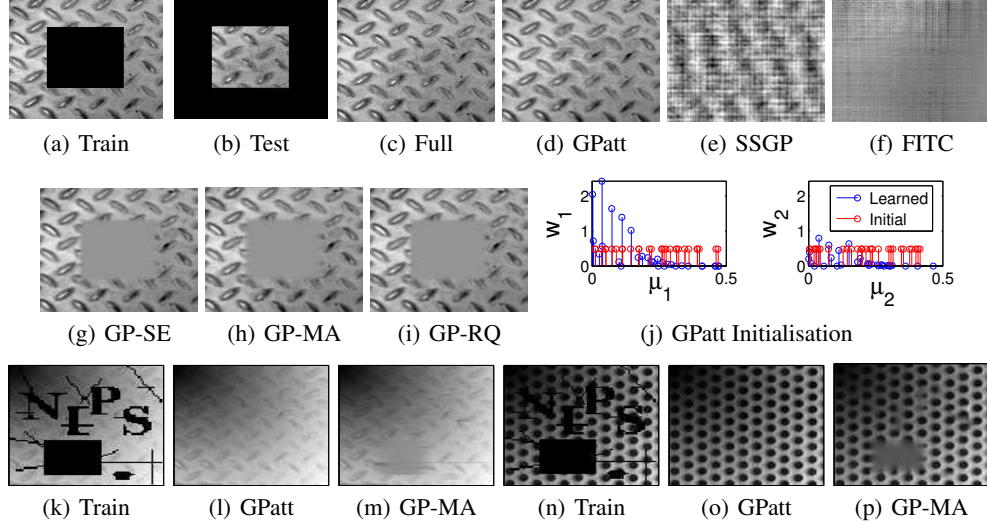 (a) Train (b) Test (c) Full (d) GPatt (e) SSGP (f) FITC
2
1
0
0 0.5
w1
μ1
2
1
0
0 0.5
w2
μ2
Learned
Initial
(g) GP-SE (h) GP-MA (i) GP-RQ (j) GPatt Initialisation
N I P S
N I P S
(k) Train (l) GPatt (m) GP-MA (n) Train (o) GPatt (p) GP-MA